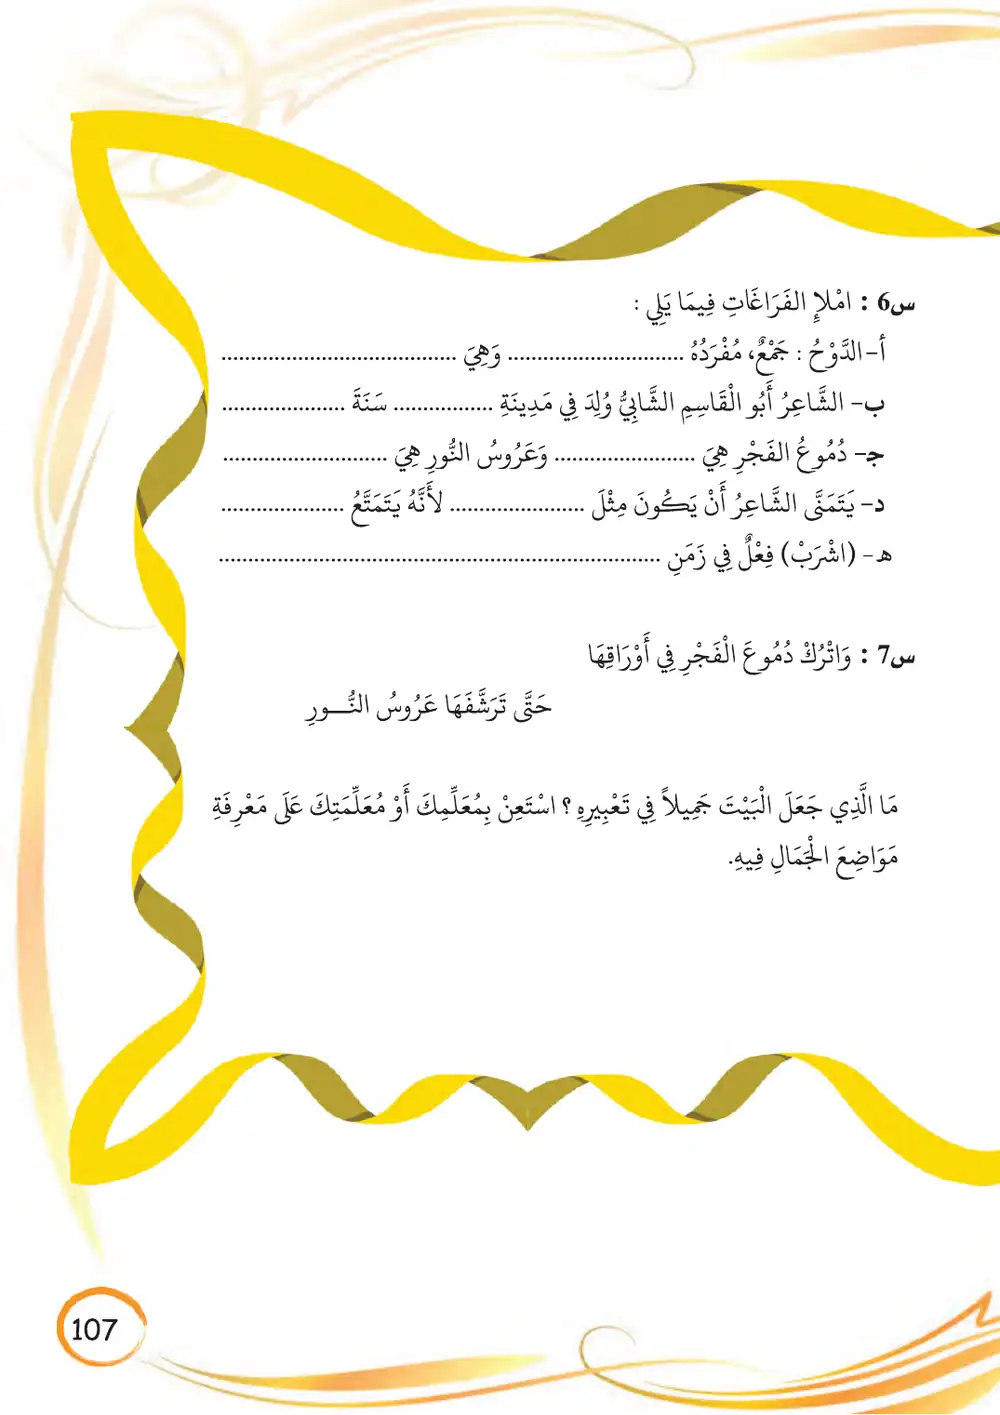 س6 : امْلإِ الفَرَاغَاتِ فِيمَا يَلِي :
أ- الدَّوْحُ : جَمْعٌ، مُفْرَدُهُ .............................. وَهِيَ ........................................
ب- الشَّاعِرُ أَبُو الْقَاسِمِ الشَّابِيُّ وُلِدَ فِي مَدِينَةِ ................. سَنَةَ .....................
جـ- دُمُوعُ الفَجْرِ هِيَ ........................ وَعَرُوسُ النُّورِ هِيَ ............................
د- يَتَمَنَّى الشَّاعِرُ أَنْ يَكُونَ مِثْلَ ....................... لأَنَّهُ يَتَمَتَّعُ .....................
هـ- (اشْرَبْ) فِعْلٌ فِي زَمَنِ ...........................................................................
س7 : وَاتْرُكْ دُمُوعَ الْفَجْرِ فِي أَوْرَاقِهَا
حَتَّى تَرَشَّفَهَا عَرُوسُ النُّـــورِ
مَا الَّذِي جَعَلَ الْبَيْتَ جَمِيلاً فِي تَعْبِيرِهِ ؟ اسْتَعِنْ بِمُعَلِّمِكَ أَوْ مُعَلِّمَتِكَ عَلَى مَعْرِفَةِ
مَوَاضِعَ الْجَمَالِ فِيهِ.
107